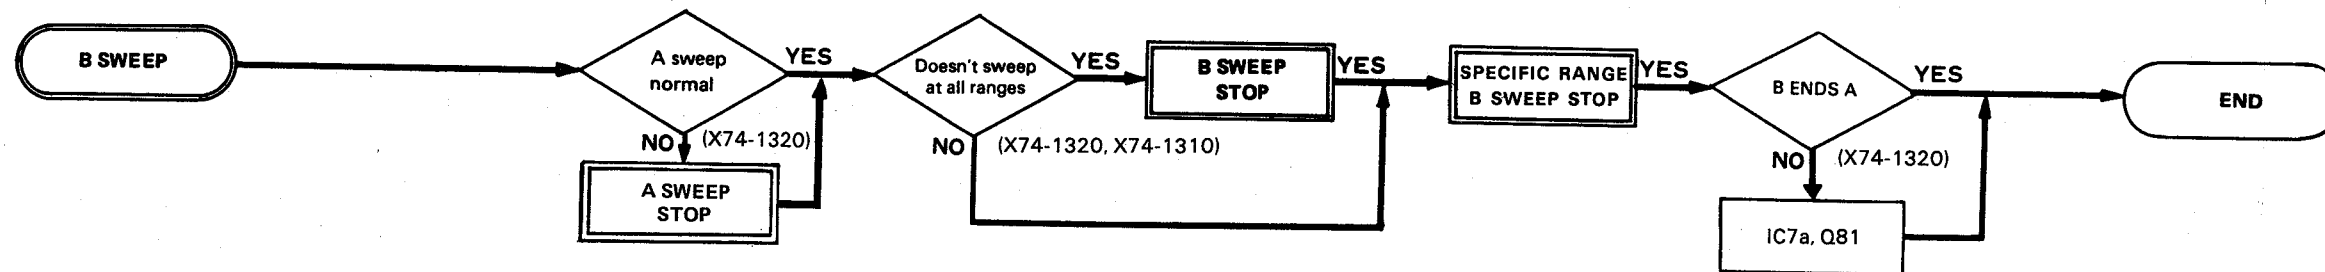 B SWEEP
A sweep
normal
YES
NO
(X74-1320)
A SWEEP
STOP
Doesn't sweep
at all ranges
YES
NO
(X74-1320, X74-1310)
B SWEEP
STOP
YES
SPECIFIC RANGE
B SWEEP STOP
YES
B ENDS A
YES
NO
(X74-1320)
IC7a, Q81
END